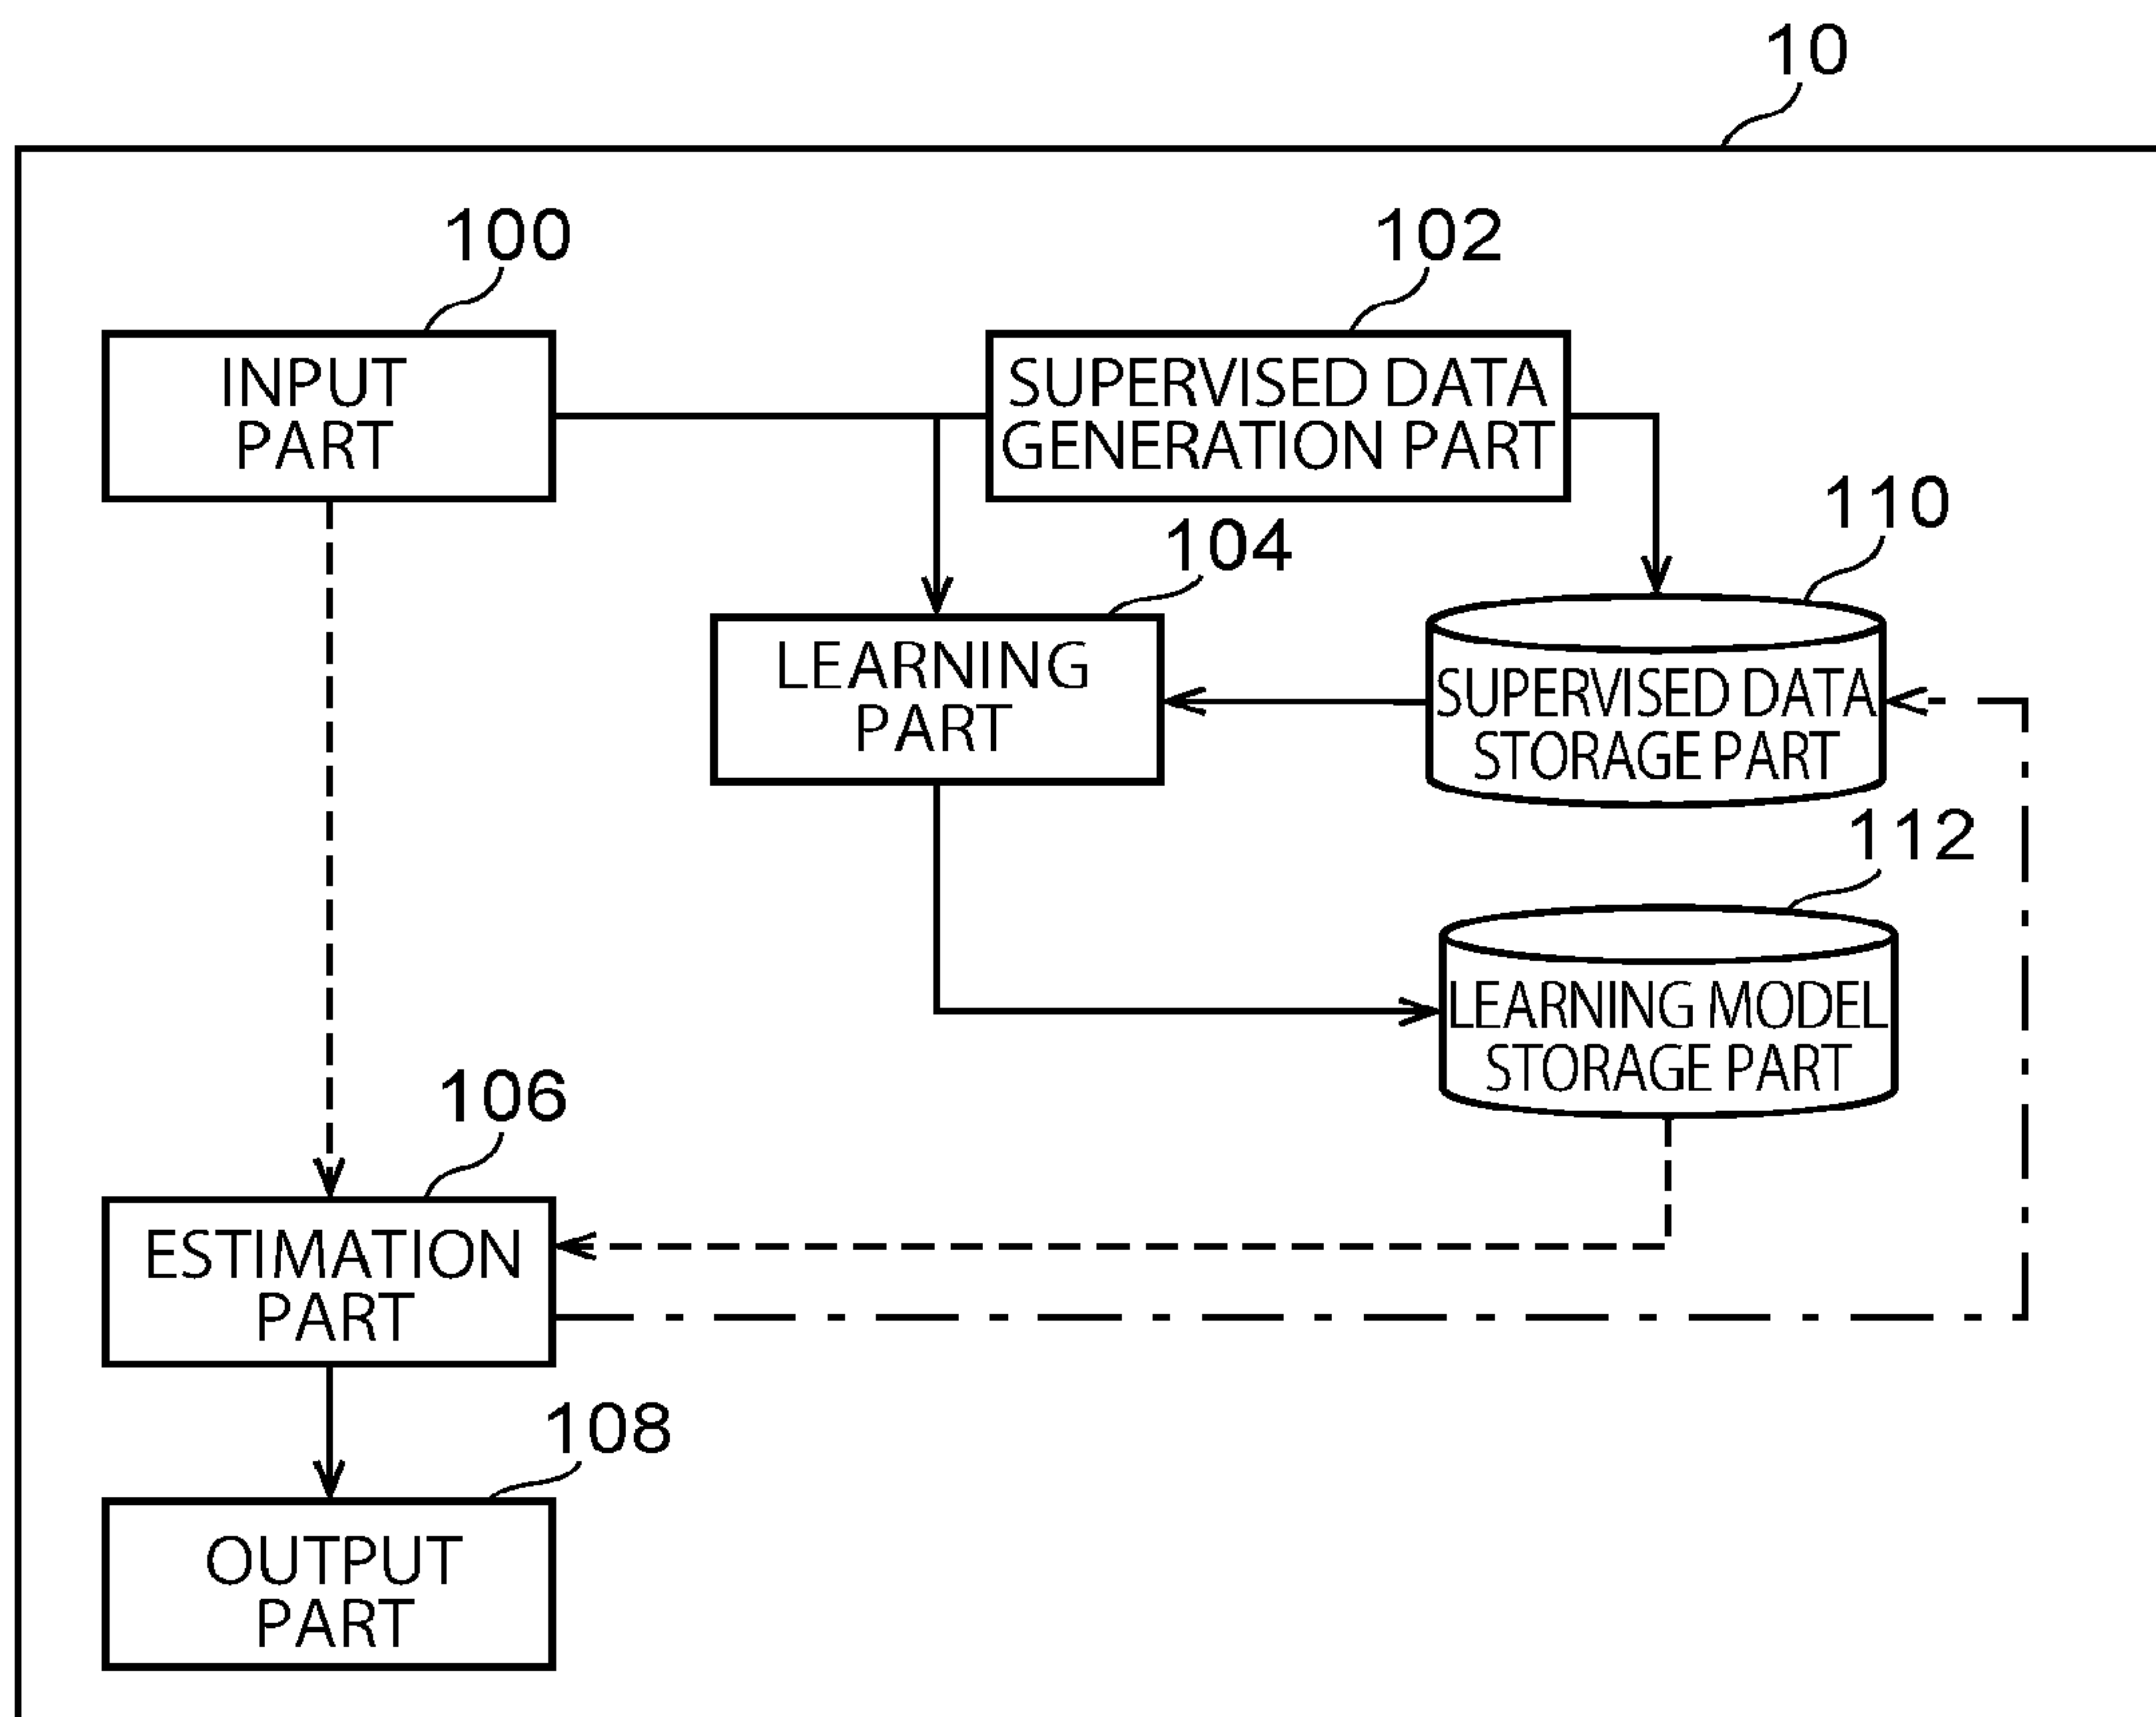 10
100
102
INPUT
PART
SUPERVISED DATA
GENERATION PART
104
110
LEARNING
PART
SUPERVISED DATA
STORAGE PART
112
LEARNING MODEL
STORAGE PART
106
ESTIMATION
PART
108
OUTPUT
PART